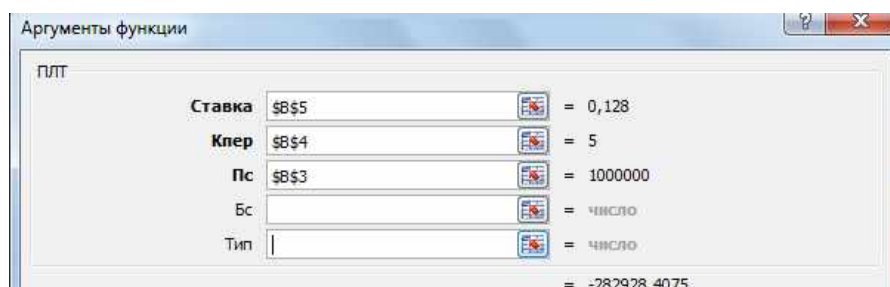 Аргументы функции
ПЛТ
Ставка $B$5 = 0,128
Кпер $B$4 = 5
Пс $B$3 = 1000000
Бс = число
Тип = число
= -282928,4075